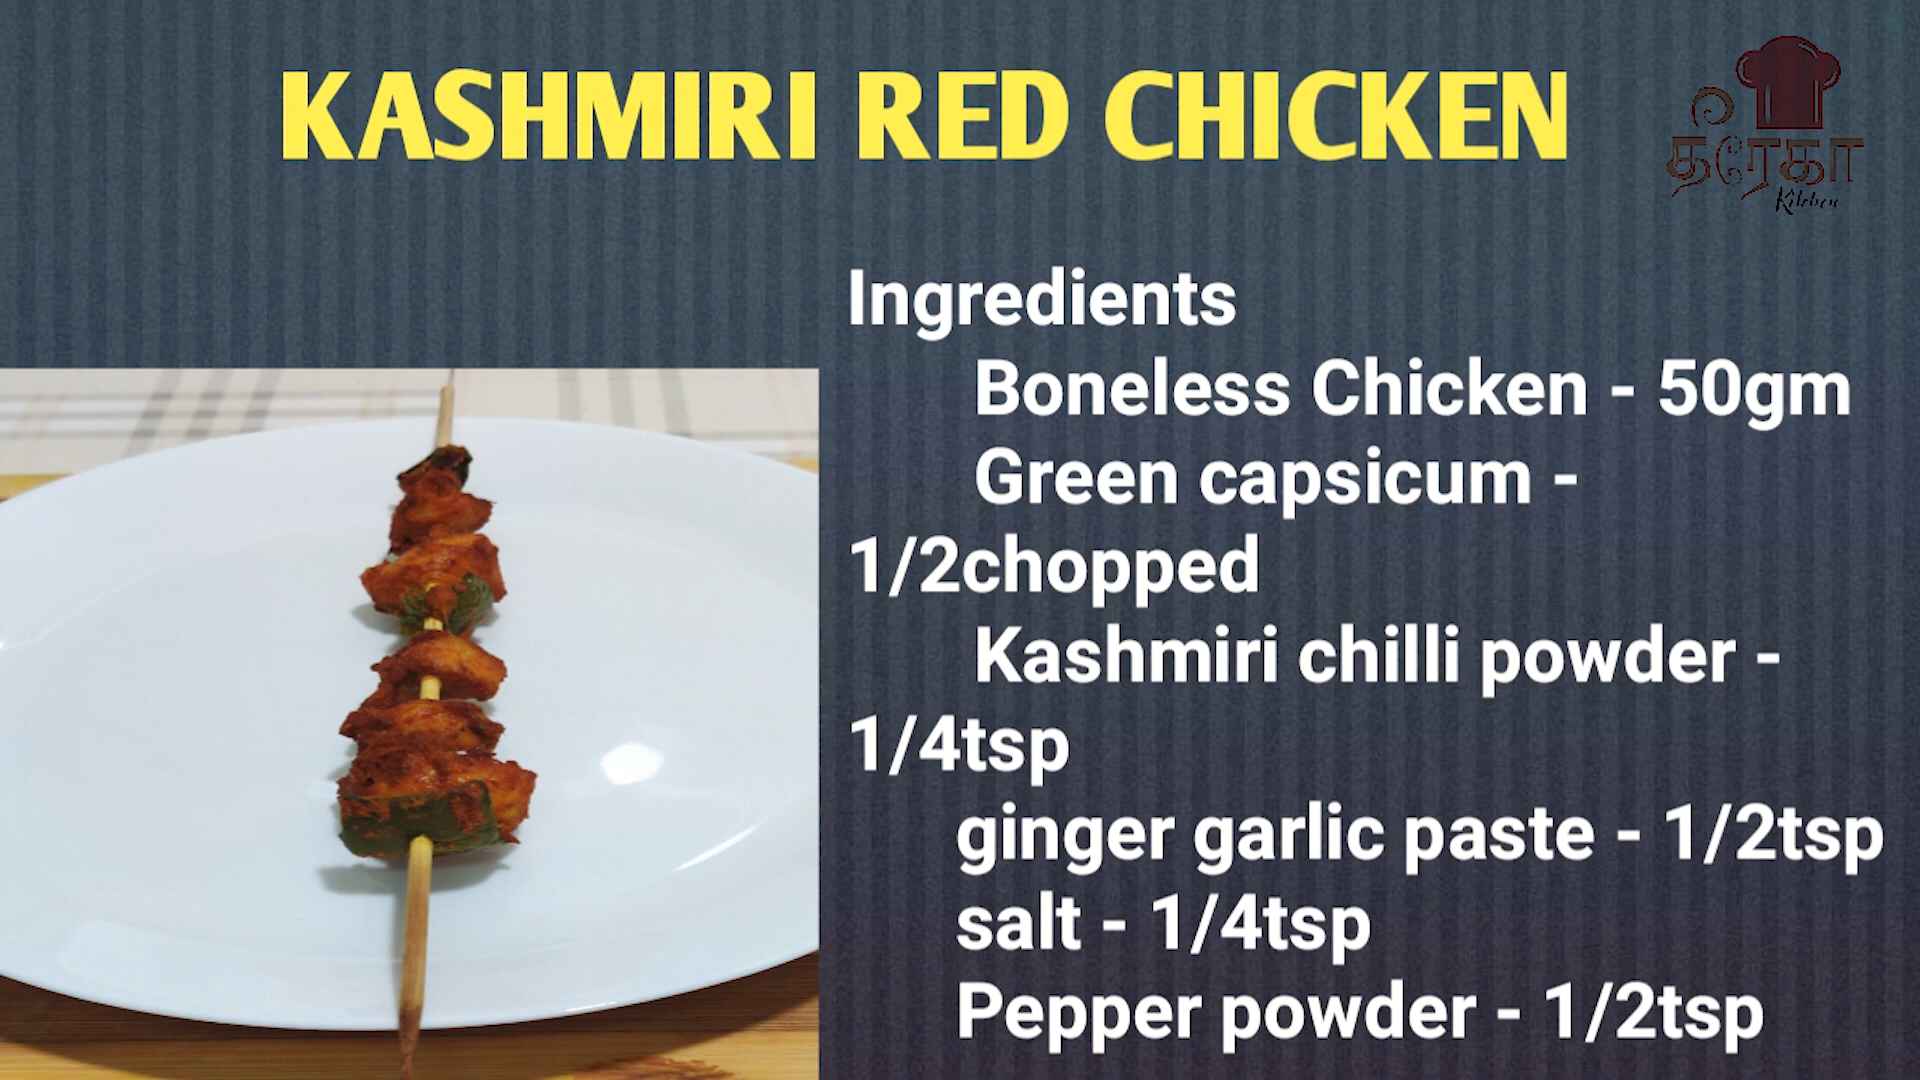 KASHMIRI RED CHICKEN
தீரேகா
Kitchen
Ingredients
Boneless Chicken - 50gm
Green capsicum -
1/2chopped
Kashmiri chilli powder -
1/4tsp
ginger garlic paste - 1/2tsp
salt - 1/4tsp
Pepper powder - 1/2tsp